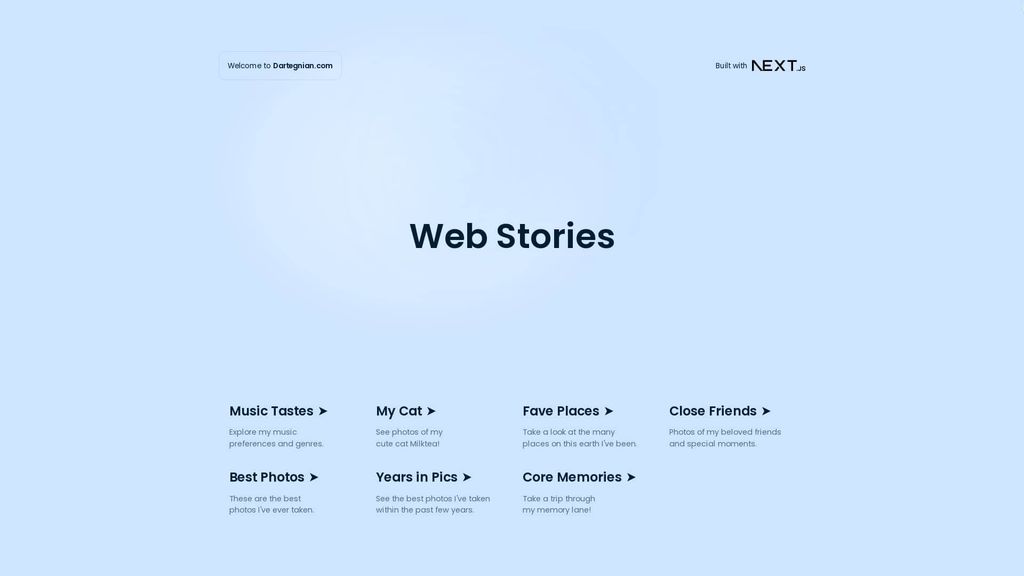 Welcome to Dartegnian.com
Built with NEXT.JS
Web Stories
Music Tastes ➤
Explore my music
preferences and genres.
My Cat ➤
See photos of my
cute cat Milktea!
Fave Places ➤
Take a look at the many
places on this earth I've been.
Close Friends ➤
Photos of my beloved friends
and special moments.
Best Photos ➤
These are the best
photos I've ever taken.
Years in Pics ➤
See the best photos I've taken
within the past few years.
Core Memories ➤
Take a trip through
my memory lane!